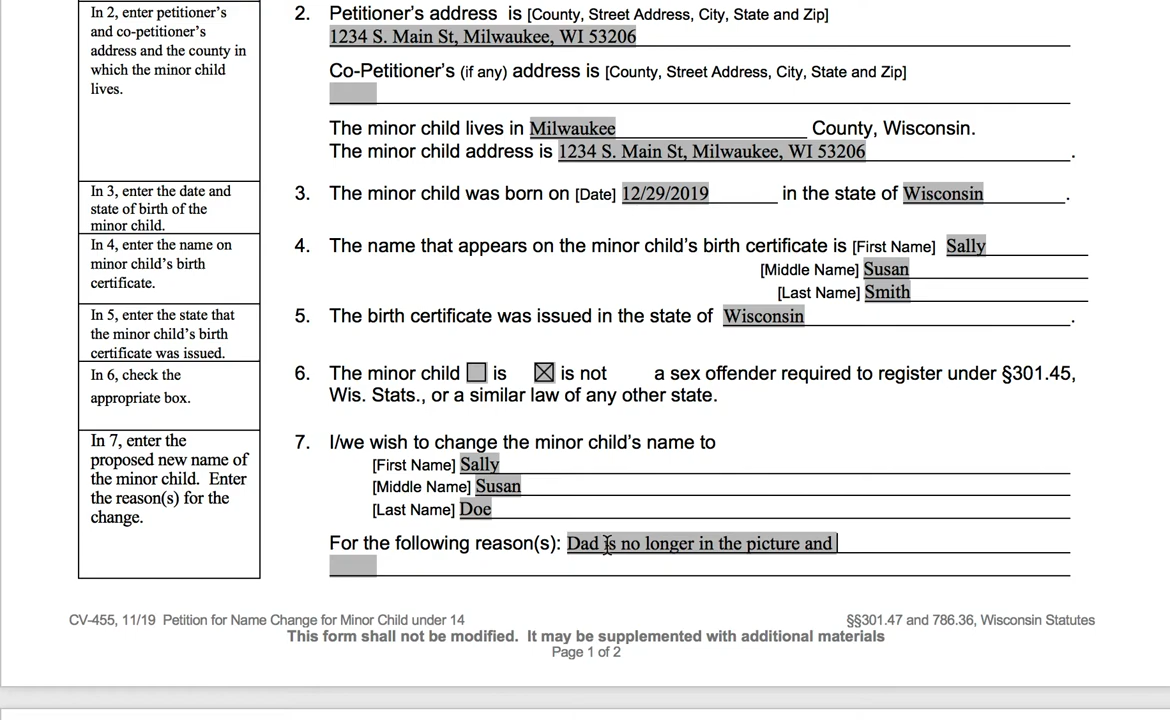 In 2, enter petitioner's
and co-petitioner's
address and the county in
which the minor child
lives.
2. Petitioner's address is [County, Street Address, City, State and Zip]
1234 S. Main St, Milwaukee, WI 53206
Co-Petitioner's (if any) address is [County, Street Address, City, State and Zip]
The minor child lives in Milwaukee County, Wisconsin.
The minor child address is 1234 S. Main St, Milwaukee, WI 53206.
In 3, enter the date and
state of birth of the
minor child.
3. The minor child was born on [Date] 12/29/2019 in the state of Wisconsin.
In 4, enter the name on
minor child's birth
certificate.
4. The name that appears on the minor child's birth certificate is [First Name] Sally
[Middle Name] Susan
[Last Name] Smith
In 5, enter the state that
the minor child's birth
certificate was issued.
5. The birth certificate was issued in the state of Wisconsin.
In 6, check the
appropriate box.
6. The minor child ☐ is ☒ is not a sex offender required to register under §301.45,
Wis. Stats., or a similar law of any other state.
In 7, enter the
proposed new name of
the minor child. Enter
the reason(s) for the
change.
7. I/we wish to change the minor child's name to
[First Name] Sally
[Middle Name] Susan
[Last Name] Doe
For the following reason(s): Dad is no longer in the picture and
CV-455, 11/19 Petition for Name Change for Minor Child under 14
§§301.47 and 786.36, Wisconsin Statutes
This form shall not be modified. It may be supplemented with additional materials
Page 1 of 2